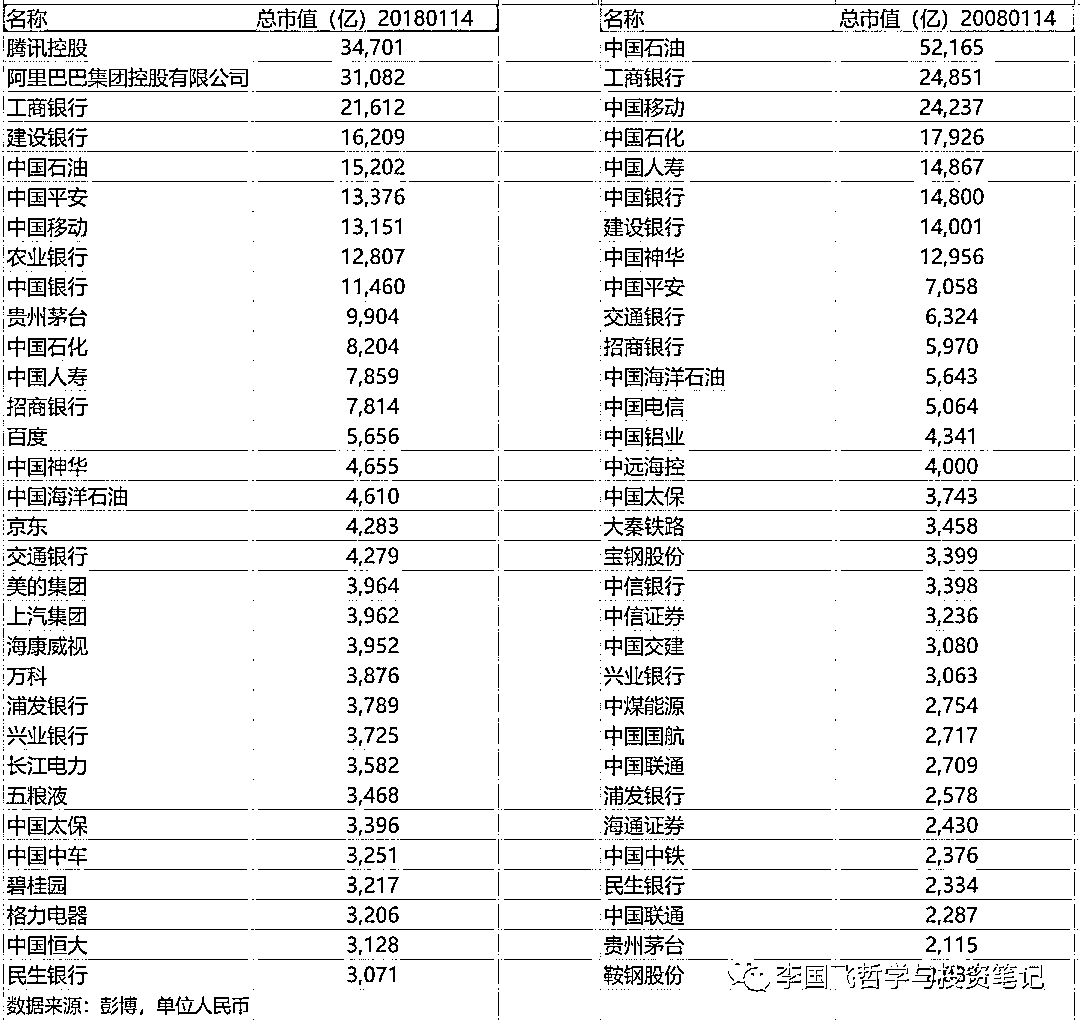 名称 总市值（亿）20180114 名称 总市值（亿）20080114
腾讯控股 34,701 中国石油 52,165
阿里巴巴集团控股有限公司 31,082 工商银行 24,851
工商银行 21,612 中国移动 24,237
建设银行 16,209 中国石化 17,926
中国石油 15,202 中国人寿 14,867
中国平安 13,376 中国银行 14,800
中国移动 13,151 建设银行 14,001
农业银行 12,807 中国神华 12,956
中国银行 11,460 中国平安 7,058
贵州茅台 9,904 交通银行 6,324
中国石化 8,204 招商银行 5,970
中国人寿 7,859 中国海洋石油 5,643
招商银行 7,814 中国电信 5,064
百度 5,656 中国铝业 4,341
中国神华 4,655 中远海控 4,000
中国海洋石油 4,610 中国太保 3,743
京东 4,283 大秦铁路 3,458
交通银行 4,279 宝钢股份 3,399
美的集团 3,964 中信银行 3,398
上汽集团 3,962 中信证券 3,236
海康威视 3,952 中国交建 3,080
万科 3,876 兴业银行 3,063
浦发银行 3,789 中煤能源 2,754
兴业银行 3,725 中国国航 2,717
长江电力 3,582 中国联通 2,709
五粮液 3,468 浦发银行 2,578
中国太保 3,396 海通证券 2,430
中国中车 3,251 中国中铁 2,376
碧桂园 3,217 民生银行 2,334
格力电器 3,206 中国联通 2,287
中国恒大 3,128 贵州茅台 2,115
民生银行 3,071 鞍钢股份
李国飞哲学与投资笔记
数据来源：彭博，单位人民币